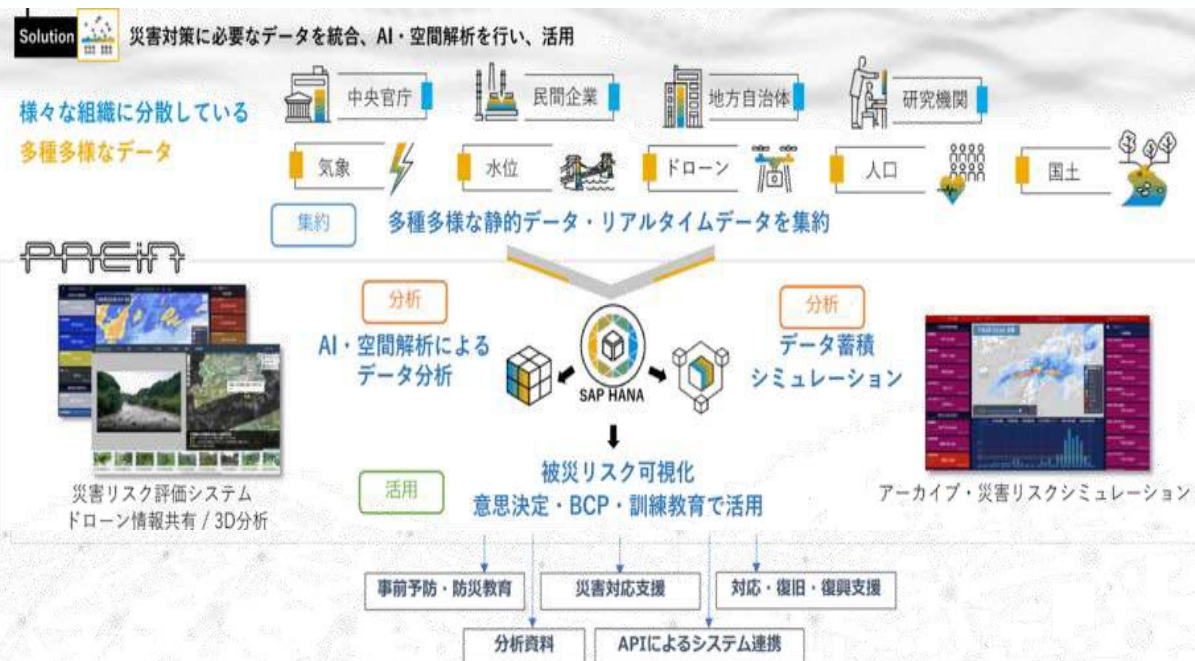 Solution
災害対策に必要なデータを統合、AI・空間解析を行い、活用
様々な組織に分散している
多種多様なデータ
中央官庁
民間企業
地方自治体
研究機関
気象
水位
ドローン
人口
国土
集約
多種多様な静的データ・リアルタイムデータを集約
分析
AI・空間解析による
データ分析
SAP HANA
分析
データ蓄積
シミュレーション
災害リスク評価システム
ドローン情報共有 / 3D分析
活用
被災リスク可視化
意思決定・BCP・訓練教育で活用
アーカイブ・災害リスクシミュレーション
事前予防・防災教育
災害対応支援
対応・復旧・復興支援
分析資料
APIによるシステム連携